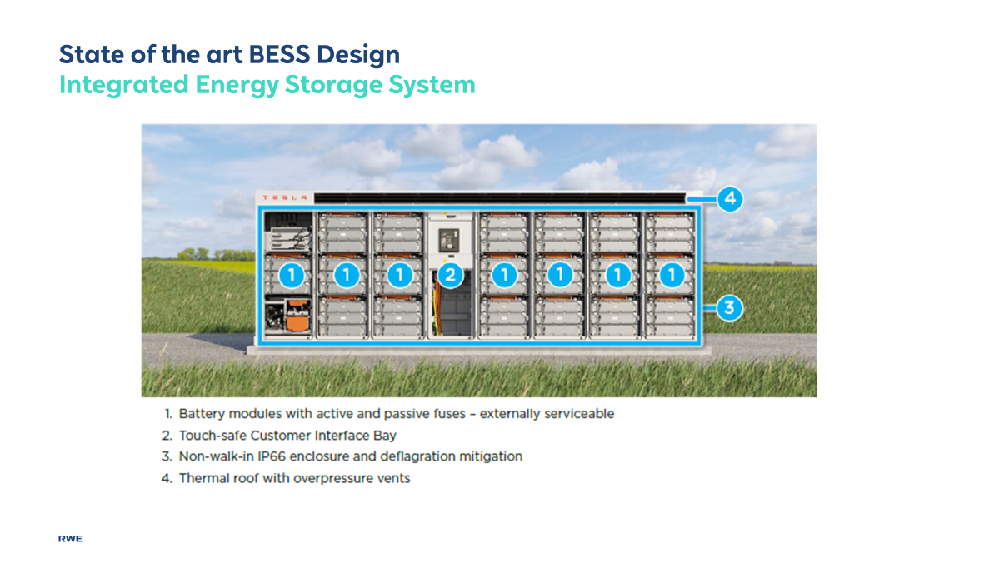 State of the art BESS Design
Integrated Energy Storage System
TESLA
4
1 1 1 2 1 1 1 1
3
1. Battery modules with active and passive fuses – externally serviceable
2. Touch-safe Customer Interface Bay
3. Non-walk-in IP66 enclosure and deflagration mitigation
4. Thermal roof with overpressure vents
RWE